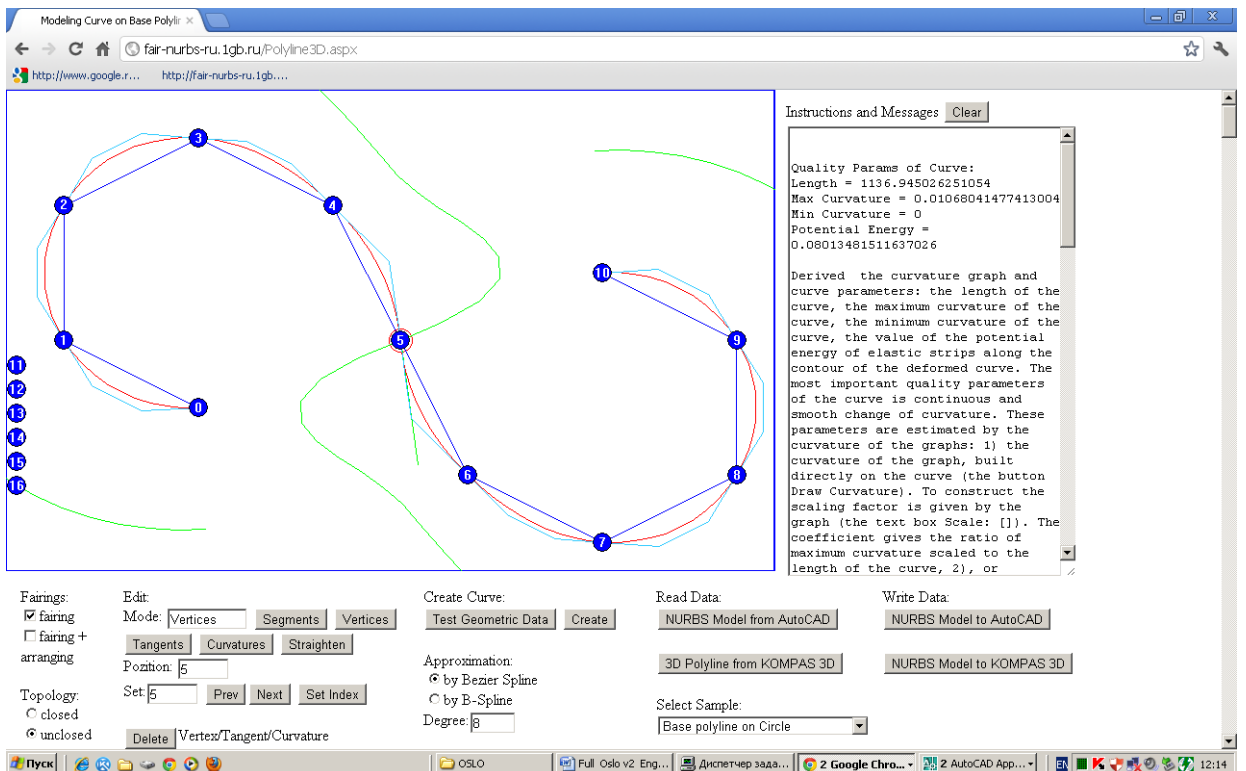 Modeling Curve on Base Polylir
fair-nurbs-ru.1gb.ru/Polyline3D.aspx
http://www.google.r... http://fair-nurbs-ru.1gb....
Instructions and Messages Clear
Quality Params of Curve:
Length = 1136.945026251054
Max Curvature = 0.01068041477413004
Min Curvature = 0
Potential Energy =
0.08013481511637026
Derived the curvature graph and
curve parameters: the length of the
curve, the maximum curvature of the
curve, the minimum curvature of the
curve, the value of the potential
energy of elastic strips along the
contour of the deformed curve. The
most important quality parameters
of the curve is continuous and
smooth change of curvature. These
parameters are estimated by the
curvature of the graphs: 1) the
curvature of the graph, built
directly on the curve (the button
Draw Curvature). To construct the
scaling factor is given by the
graph (the text box Scale: []). The
coefficient gives the ratio of
maximum curvature scaled to the
length of the curve, 2), or
3
2
4
10
1
5
9
11
12
0
13
14
15
6
8
16
7
Fairings:
fairing
fairing +
arranging
Topology:
closed
unclosed
Edit:
Mode: Vertices Segments Vertices
Tangents Curvatures Straighten
Pozition: 5
Set: 5 Prev Next Set Index
Delete Vertex/Tangent/Curvature
Create Curve:
Test Geometric Data Create
Approximation:
by Bezier Spline
by B-Spline
Degree: 8
Read Data:
NURBS Model from AutoCAD
3D Polyline from KOMPAS 3D
Select Sample:
Base polyline on Circle
Write Data:
NURBS Model to AutoCAD
NURBS Model to KOMPAS 3D
Пуск OSLO Full Oslo v2 Eng... Диспетчер зада... 2 Google Chro... 2 AutoCAD App... EN 12:14